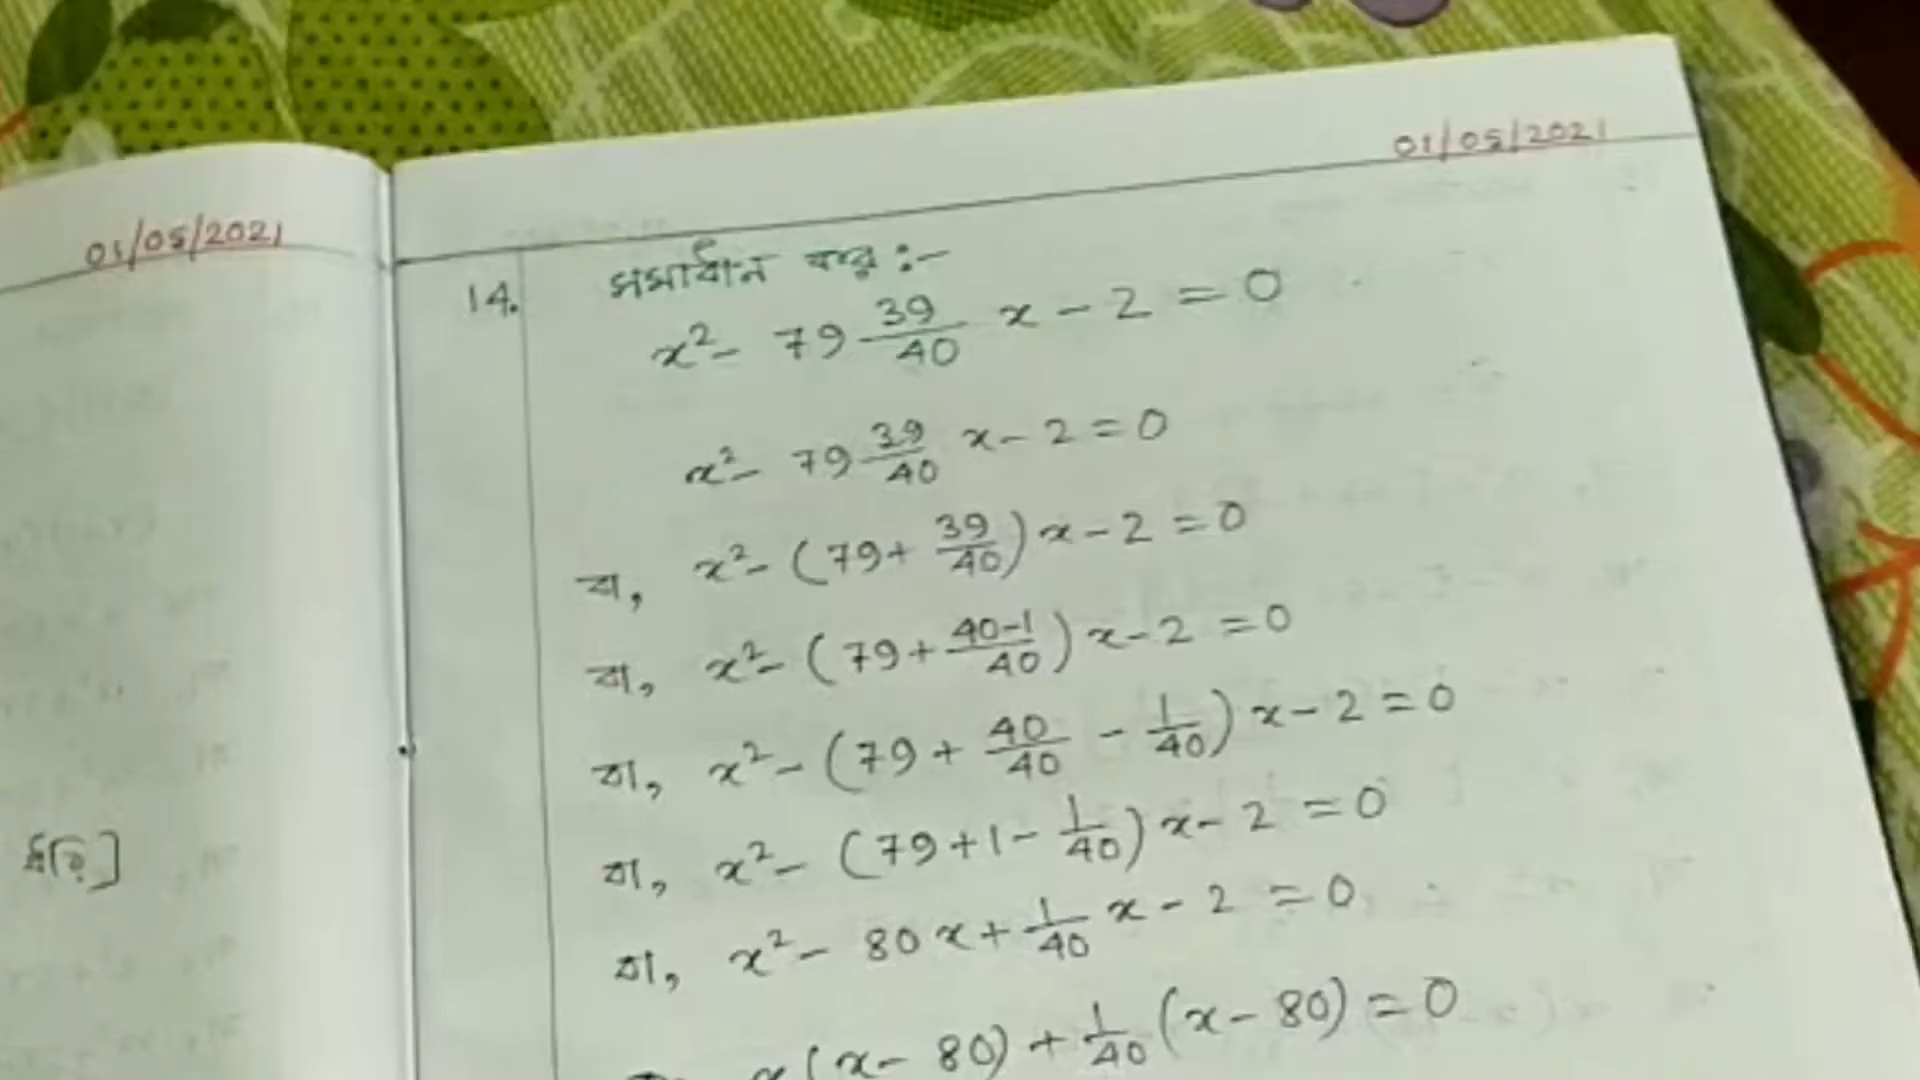 01/05/2021
ধরি]
01/05/2021
14. সমাধান কর :-
x² - 79 39/40 x - 2 = 0
x² - 79 39/40 x - 2 = 0
বা, x² - (79 + 39/40) x - 2 = 0
বা, x² - (79 + 40-1/40) x - 2 = 0
বা, x² - (79 + 40/40 - 1/40) x - 2 = 0
বা, x² - (79 + 1 - 1/40) x - 2 = 0
বা, x² - 80x + 1/40 x - 2 = 0
x(x - 80) + 1/40 (x - 80) = 0